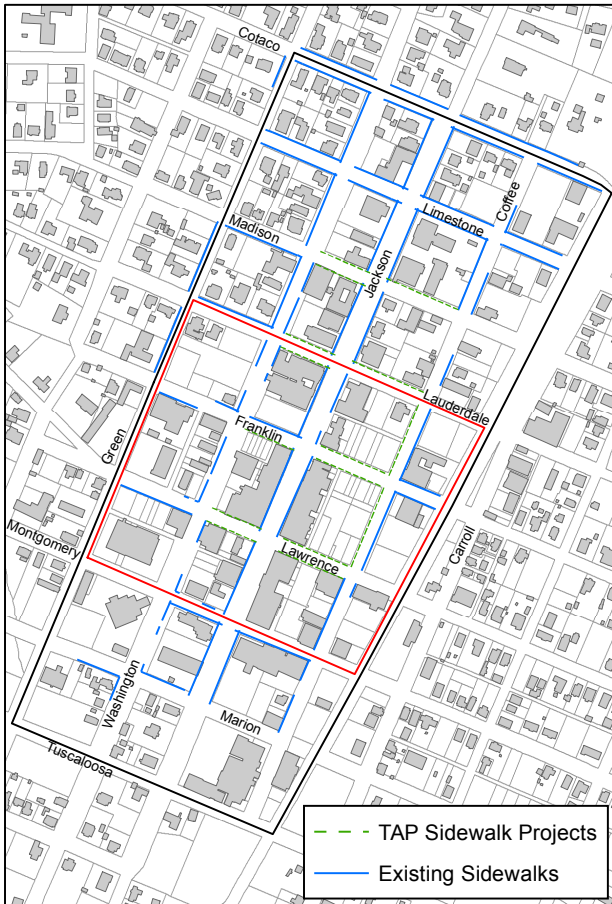 Cotaco
Coffee
Limestone
Madison
Jackson
Lauderdale
Franklin
Green
Montgomery
Carroll
Lawrence
Washington
Marion
Tuscaloosa
TAP Sidewalk Projects
Existing Sidewalks